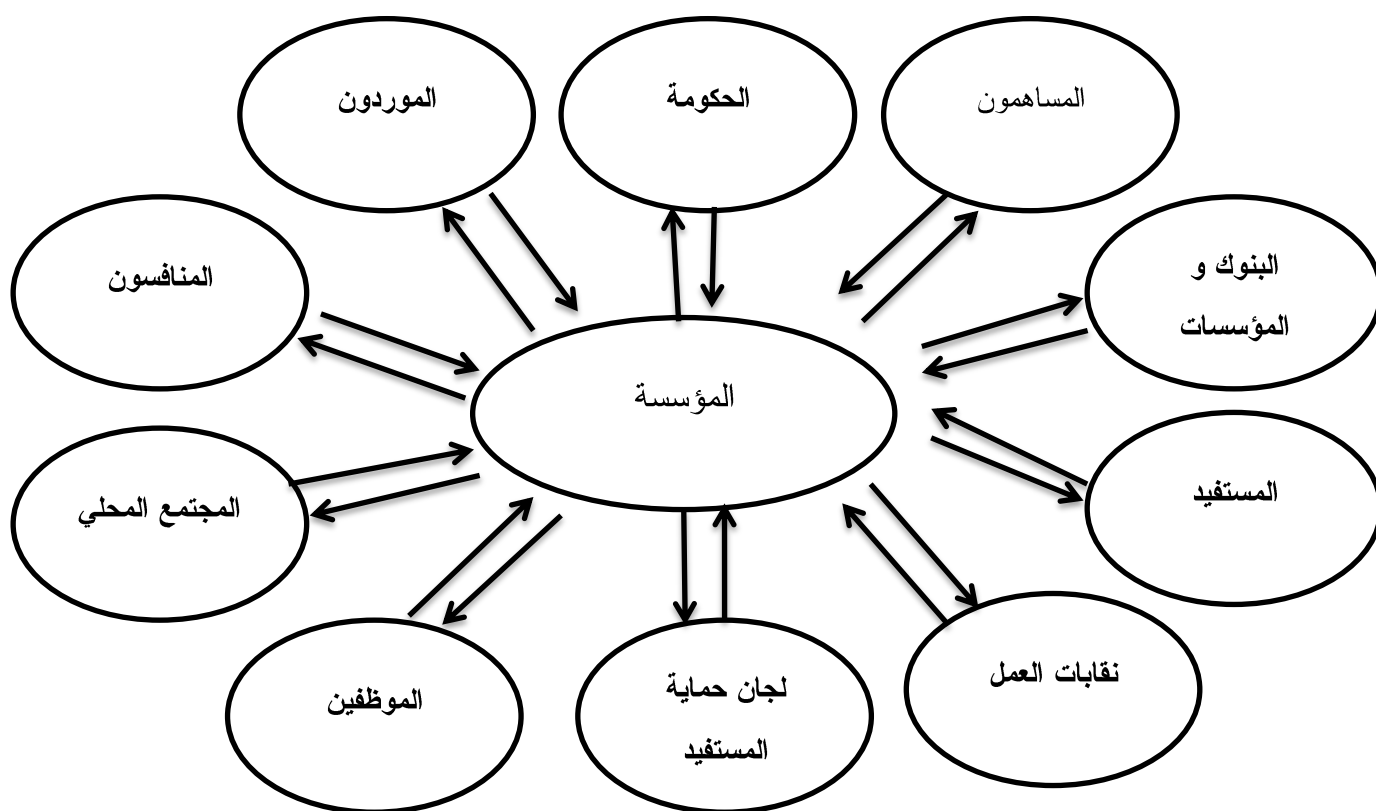 المساهمون
الحكومة
الموردون
البنوك و
المؤسسات
المنافسون
المؤسسة
المستفيد
المجتمع المحلي
نقابات العمل
لجان حماية
المستفيد
الموظفين